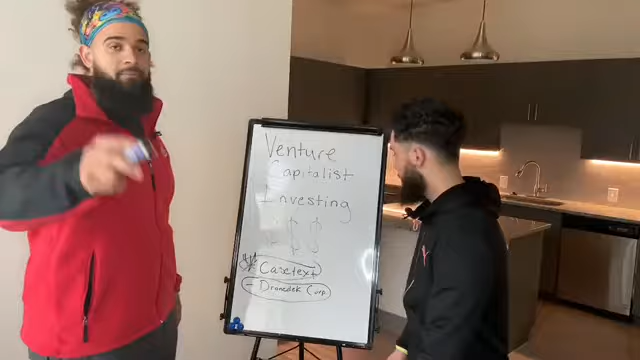 Venture
Capitalist
Investing
$ $ $
Casetext
- Dronedek Corp.